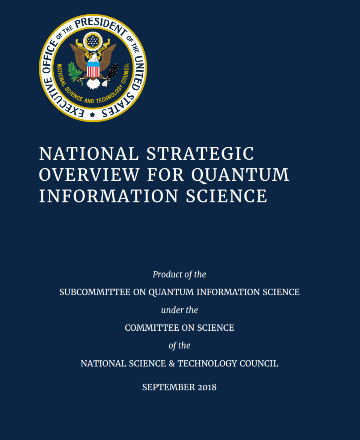 EXECUTIVE OFFICE OF THE PRESIDENT OF THE UNITED STATES
NATIONAL SCIENCE AND TECHNOLOGY COUNCIL
NATIONAL STRATEGIC
OVERVIEW FOR QUANTUM
INFORMATION SCIENCE
Product of the
SUBCOMMITTEE ON QUANTUM INFORMATION SCIENCE
under the
COMMITTEE ON SCIENCE
of the
NATIONAL SCIENCE & TECHNOLOGY COUNCIL
SEPTEMBER 2018